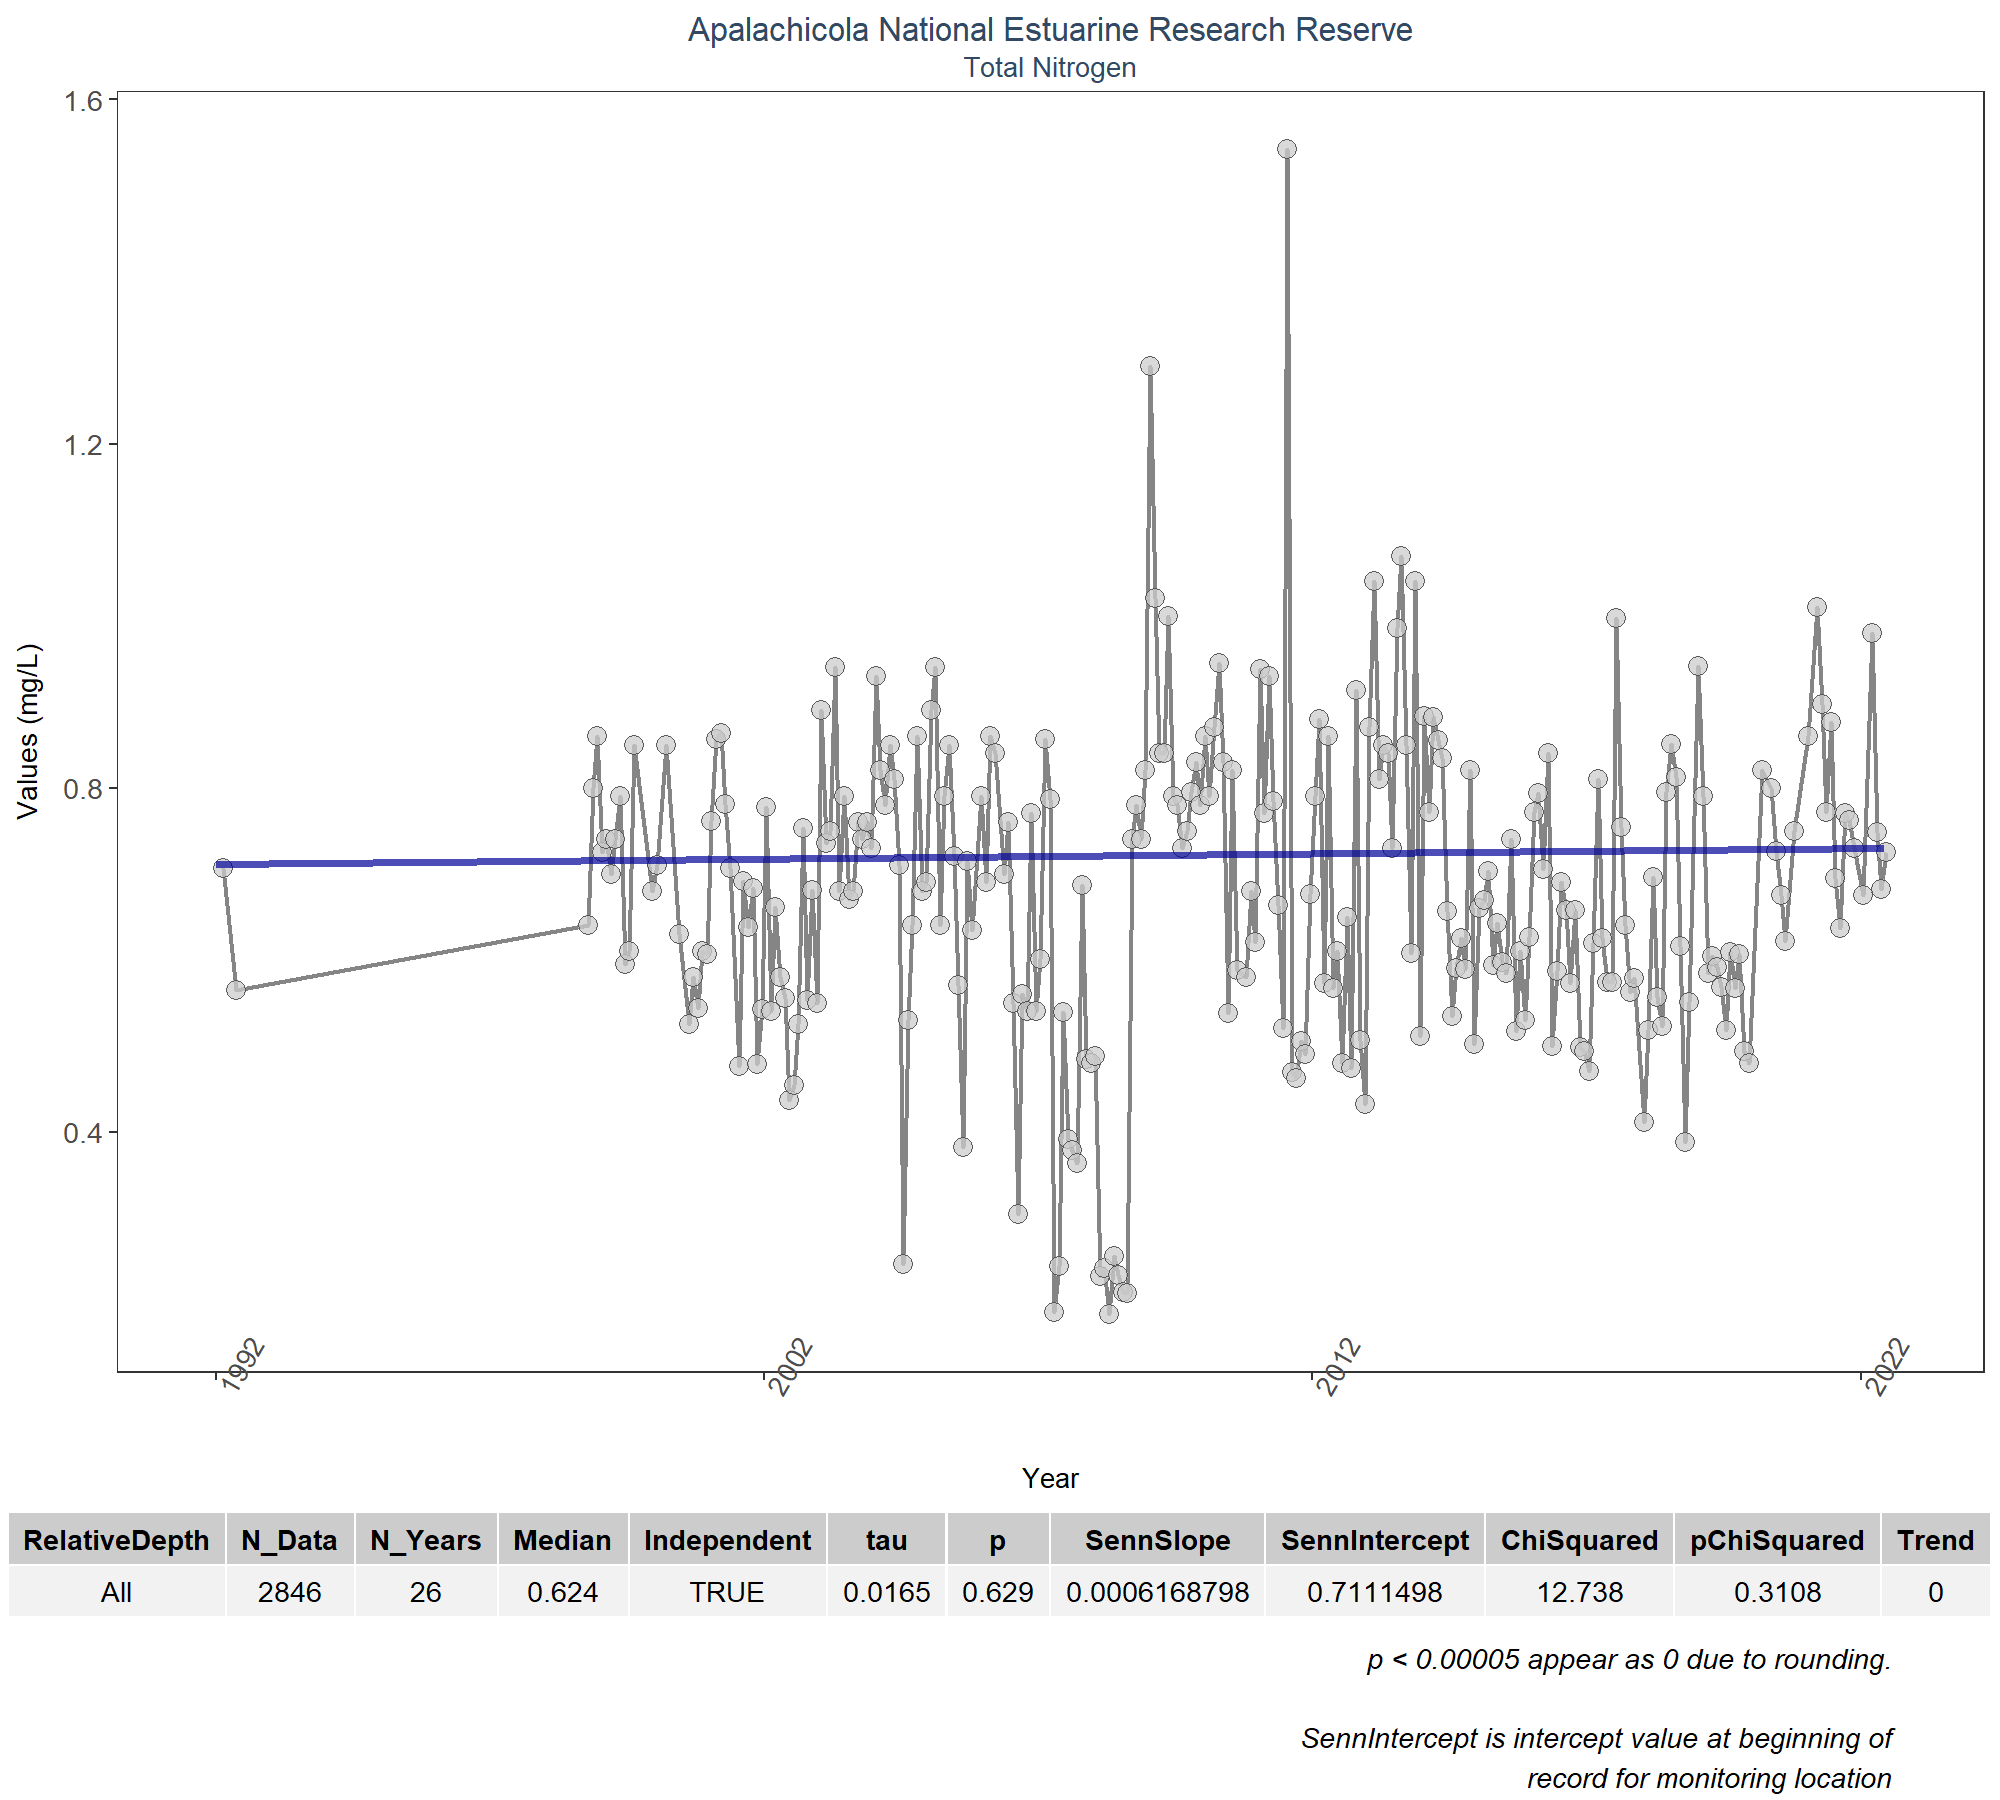 Apalachicola National Estuarine Research Reserve
Total Nitrogen
1.6
1.2
0.8
0.4
Values (mg/L)
1992
2002
2012
2022
Year
RelativeDepth N_Data N_Years Median Independent tau p SennSlope SennIntercept ChiSquared pChiSquared Trend
All 2846 26 0.624 TRUE 0.0165 0.629 0.0006168798 0.7111498 12.738 0.3108 0
p < 0.00005 appear as 0 due to rounding.
SennIntercept is intercept value at beginning of
record for monitoring location